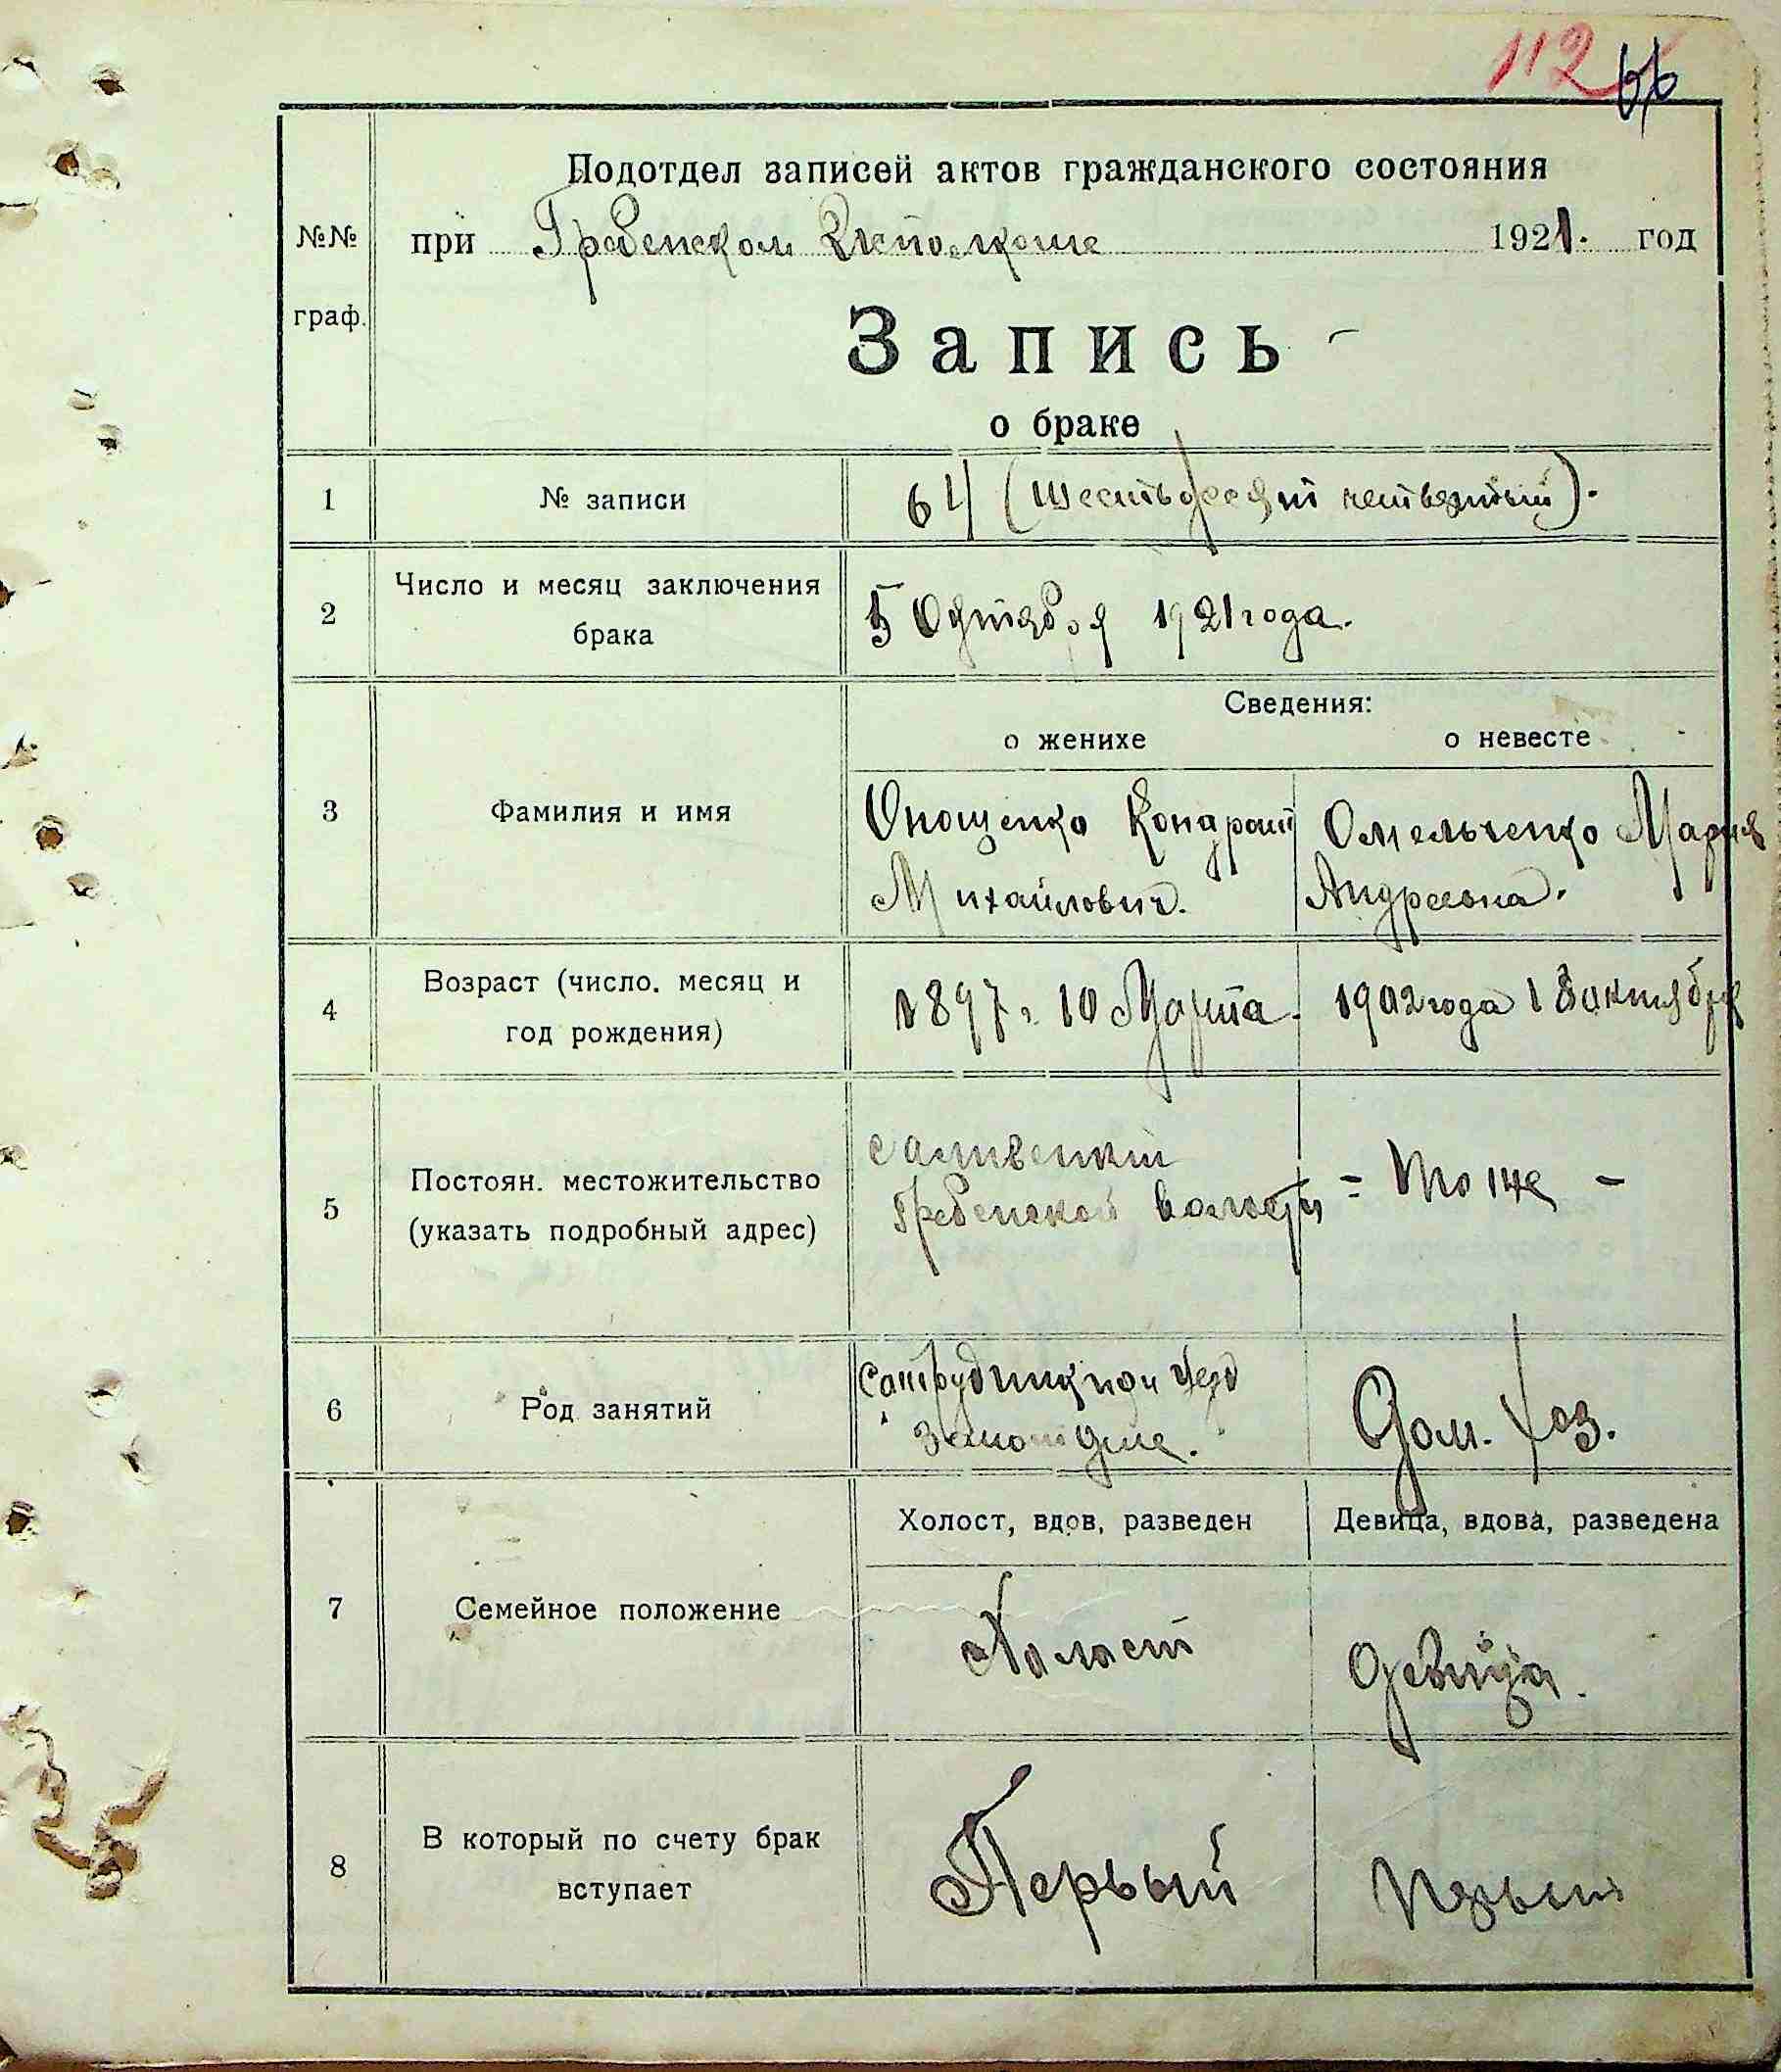 112 66
Подотдел записей актов гражданского состояния
№№ при Гребенском 1921. год
граф.
Запись
о браке
1 № записи 64 (шестьдесят четвертый).
2 Число и месяц заключения
брака
5 Октября 1921 года.
Сведения:
о женихе о невесте
3 Фамилия и имя
Онощенко Кондрат Омельченко Мария
Михайлович. Андреевна.
4 Возраст (число. месяц и
год рождения)
1897 г. 10 Марта. 1902 года 18 октября
5 Постоян. местожительство
(указать подробный адрес)
Гребенской волости = тоже -
6 Род занятий
Дом. хоз.
Холост, вдов, разведен Девица, вдова, разведена
7 Семейное положение
Халост девица.
8 В который по счету брак
вступает
Первый